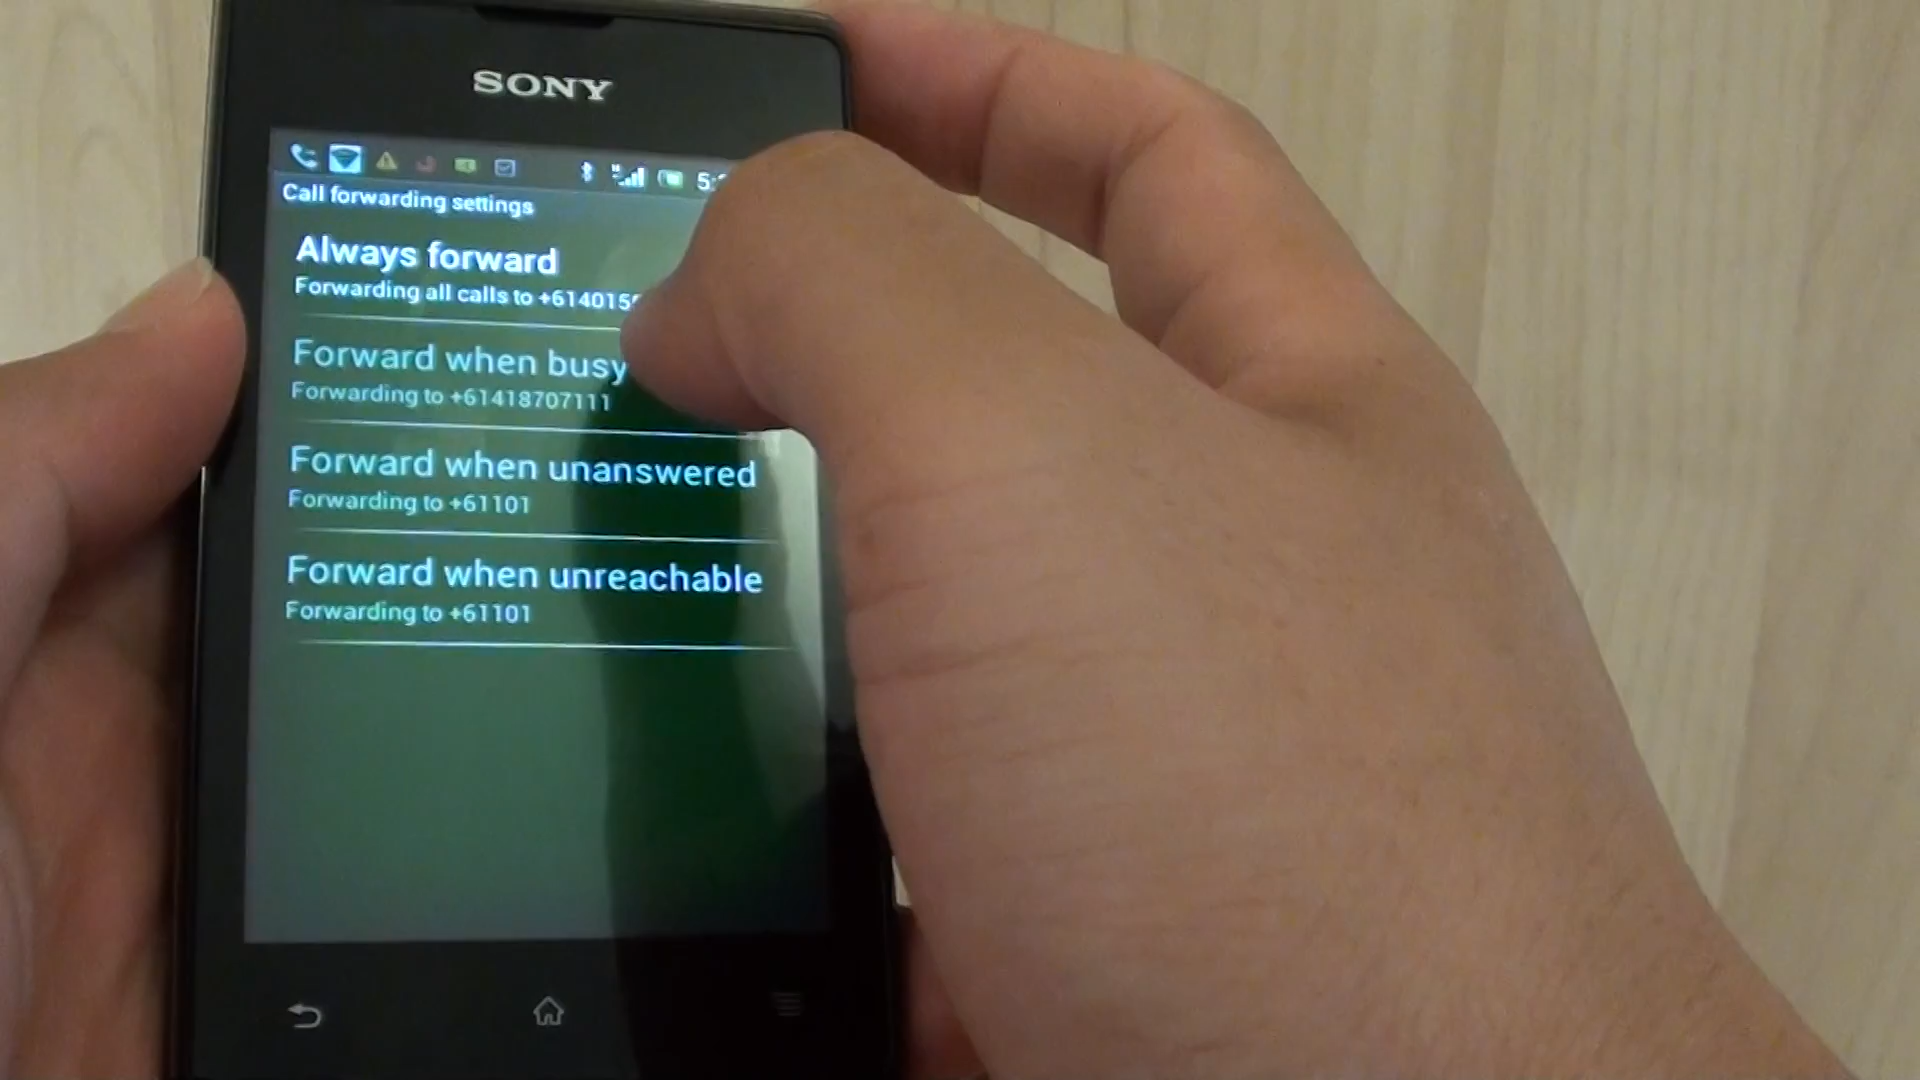 SONY
Call forwarding settings
Always forward
Forwarding all calls to +614015
Forward when busy
Forwarding to +61418707111
Forward when unanswered
Forwarding to +61101
Forward when unreachable
Forwarding to +61101